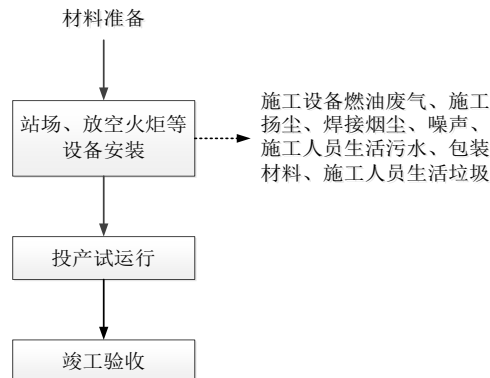 材料准备
站场、放空火炬等
设备安装
施工设备燃油废气、施工
扬尘、焊接烟尘、噪声、
施工人员生活污水、包装
材料、施工人员生活垃圾
投产试运行
竣工验收